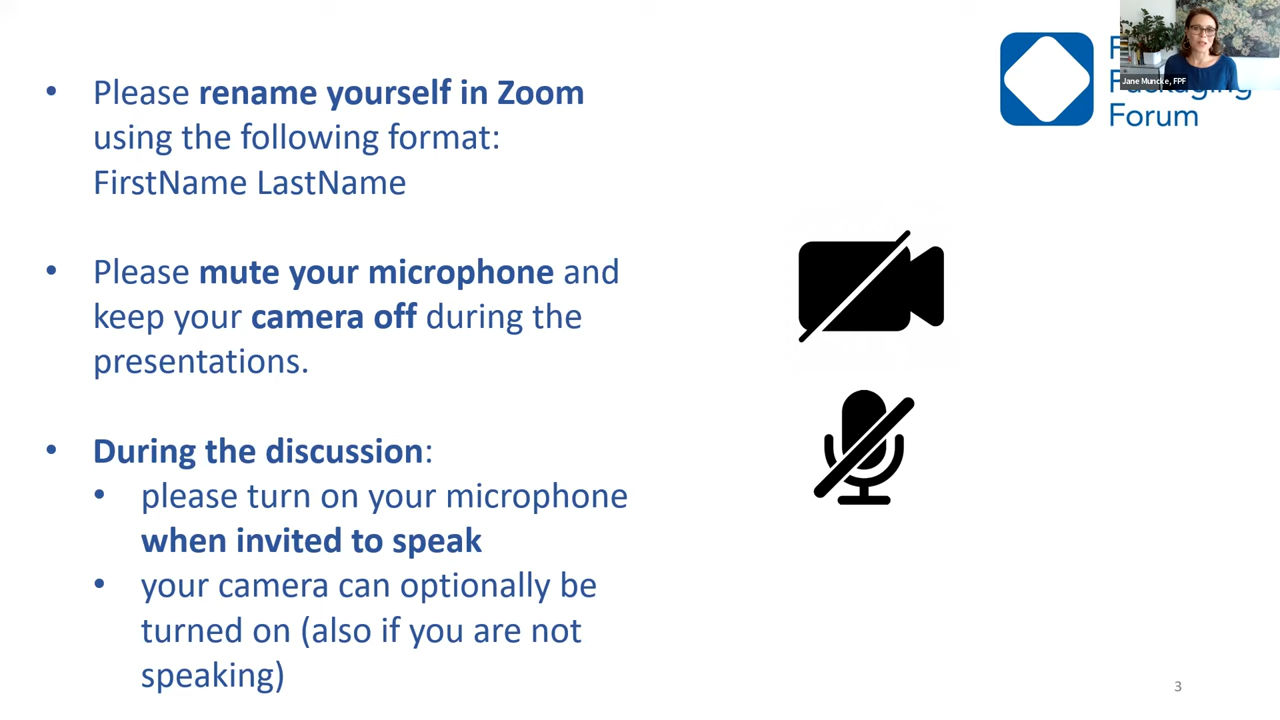 • Please rename yourself in Zoom
using the following format:
FirstName LastName
• Please mute your microphone and
keep your camera off during the
presentations.
• During the discussion:
• please turn on your microphone
when invited to speak
• your camera can optionally be
turned on (also if you are not
speaking)
Packaging
Forum
Jane Muncke, FPF
3